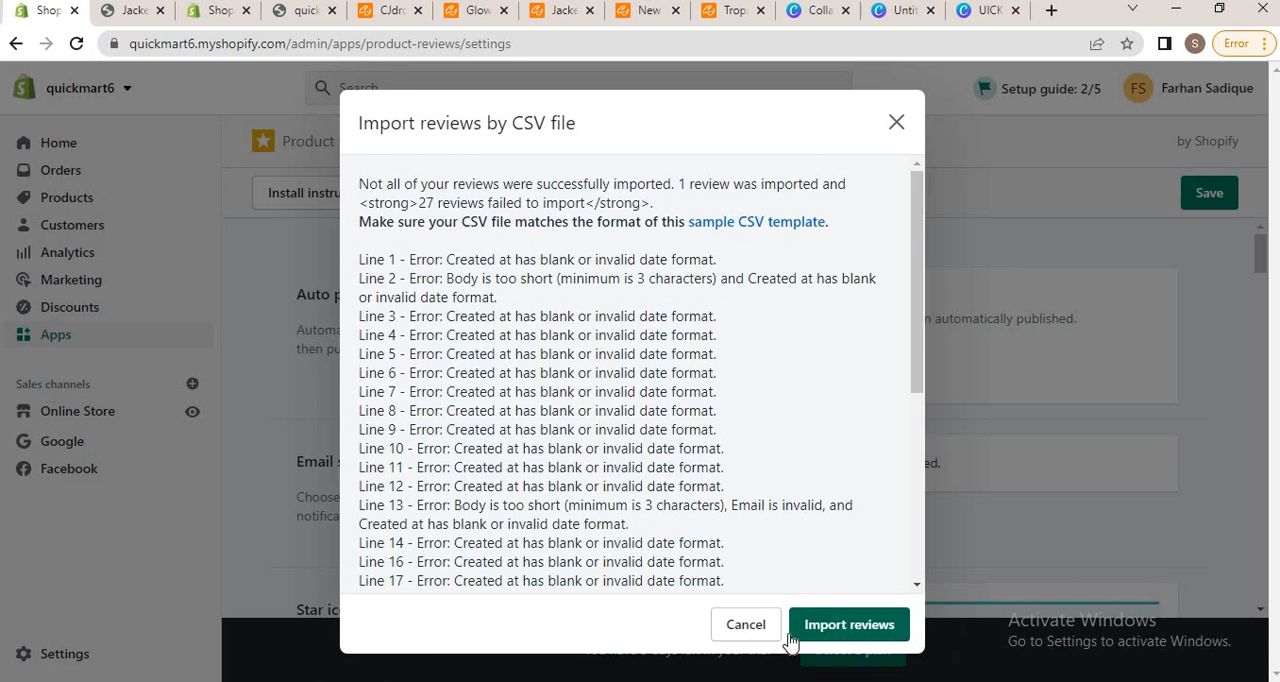 Shop
Jacke
Shop
quick
CJdro
Glow
Jacke
New
Trop
Colla
Unti
UICK
quickmart6.myshopify.com/admin/apps/product-reviews/settings
S
Error
quickmart6
Search
Setup guide: 2/5
FS
Farhan Sadique
Home
Orders
Products
Customers
Analytics
Marketing
Discounts
Apps
Sales channels
Online Store
Google
Facebook
Settings
Product
by Shopify
Install instru
Save
Auto p
Automa
then pu
n automatically published.
Email s
Choose
notifica
ed.
Star ic
Import reviews by CSV file
Not all of your reviews were successfully imported. 1 review was imported and
<strong>27 reviews failed to import</strong>.
Make sure your CSV file matches the format of this sample CSV template.
Line 1 - Error: Created at has blank or invalid date format.
Line 2 - Error: Body is too short (minimum is 3 characters) and Created at has blank
or invalid date format.
Line 3 - Error: Created at has blank or invalid date format.
Line 4 - Error: Created at has blank or invalid date format.
Line 5 - Error: Created at has blank or invalid date format.
Line 6 - Error: Created at has blank or invalid date format.
Line 7 - Error: Created at has blank or invalid date format.
Line 8 - Error: Created at has blank or invalid date format.
Line 9 - Error: Created at has blank or invalid date format.
Line 10 - Error: Created at has blank or invalid date format.
Line 11 - Error: Created at has blank or invalid date format.
Line 12 - Error: Created at has blank or invalid date format.
Line 13 - Error: Body is too short (minimum is 3 characters), Email is invalid, and
Created at has blank or invalid date format.
Line 14 - Error: Created at has blank or invalid date format.
Line 16 - Error: Created at has blank or invalid date format.
Line 17 - Error: Created at has blank or invalid date format.
Cancel
Import reviews
Activate Windows
Go to Settings to activate Windows.